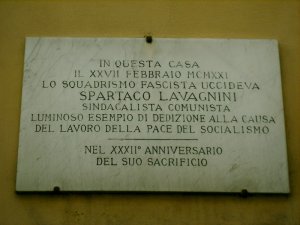 IN QUESTA CASA
IL XXVII FEBBRAIO MCMXXI
LO SQUADRISMO FASCISTA UCCIDEVA
SPARTACO LAVAGNINI
SINDACALISTA COMUNISTA
LUMINOSO ESEMPIO DI DEDIZIONE ALLA CAUSA
DEL LAVORO DELLA PACE DEL SOCIALISMO
NEL XXXII° ANNIVERSARIO
DEL SUO SACRIFICIO